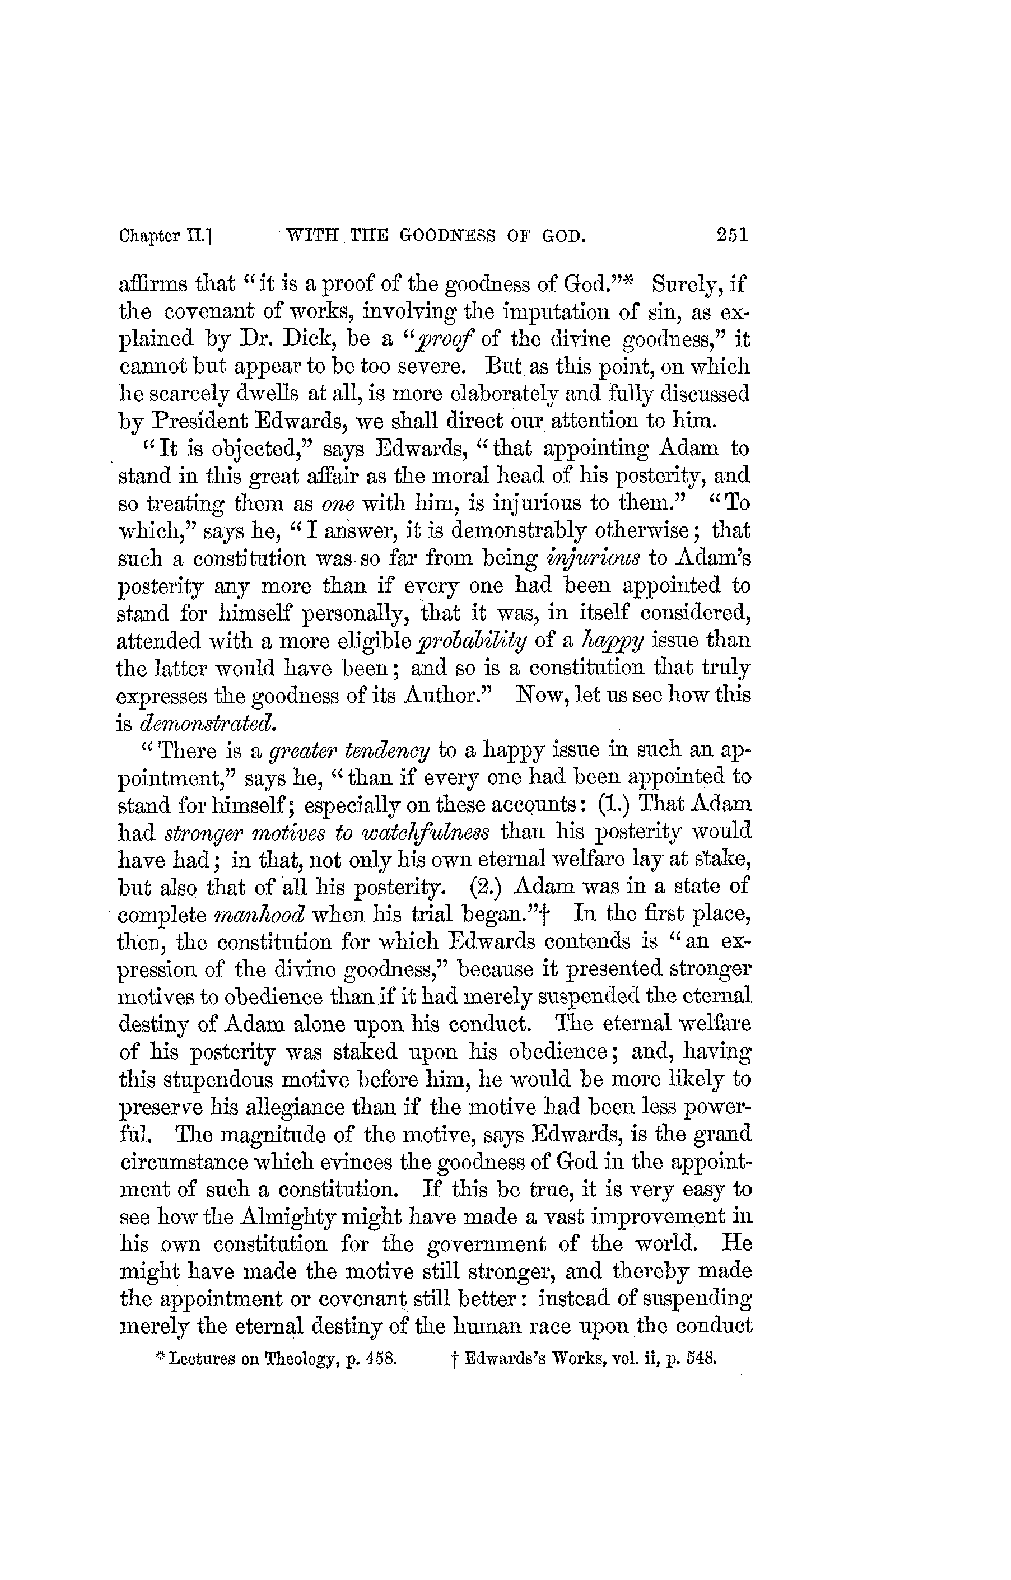 Chapter II.] WITH THE GOODNESS OF GOD. 251
affirms that “it is a proof of the goodness of God.”* Surely, if
the covenant of works, involving the imputation of sin, as ex-
plained by Dr. Dick, be a “proof of the divine goodness,” it
cannot but appear to be too severe. But as this point, on which
he scarcely dwells at all, is more elaborately and fully discussed
by President Edwards, we shall direct our attention to him.
“It is objected,” says Edwards, “that appointing Adam to
stand in this great affair as the moral head of his posterity, and
so treating them as one with him, is injurious to them.” “To
which,” says he, “I answer, it is demonstrably otherwise; that
such a constitution was so far from being injurious to Adam’s
posterity any more than if every one had been appointed to
stand for himself personally, that it was, in itself considered,
attended with a more eligible probability of a happy issue than
the latter would have been; and so is a constitution that truly
expresses the goodness of its Author.” Now, let us see how this
is demonstrated.
“There is a greater tendency to a happy issue in such an ap-
pointment,” says he, “than if every one had been appointed to
stand for himself; especially on these accounts: (1.) That Adam
had stronger motives to watchfulness than his posterity would
have had; in that, not only his own eternal welfare lay at stake,
but also that of all his posterity. (2.) Adam was in a state of
complete manhood when his trial began.”† In the first place,
then, the constitution for which Edwards contends is “an ex-
pression of the divine goodness,” because it presented stronger
motives to obedience than if it had merely suspended the eternal
destiny of Adam alone upon his conduct. The eternal welfare
of his posterity was staked upon his obedience; and, having
this stupendous motive before him, he would be more likely to
preserve his allegiance than if the motive had been less power-
ful. The magnitude of the motive, says Edwards, is the grand
circumstance which evinces the goodness of God in the appoint-
ment of such a constitution. If this be true, it is very easy to
see how the Almighty might have made a vast improvement in
his own constitution for the government of the world. He
might have made the motive still stronger, and thereby made
the appointment or covenant still better: instead of suspending
merely the eternal destiny of the human race upon the conduct
* Lectures on Theology, p. 458. † Edwards’s Works, vol. ii, p. 548.